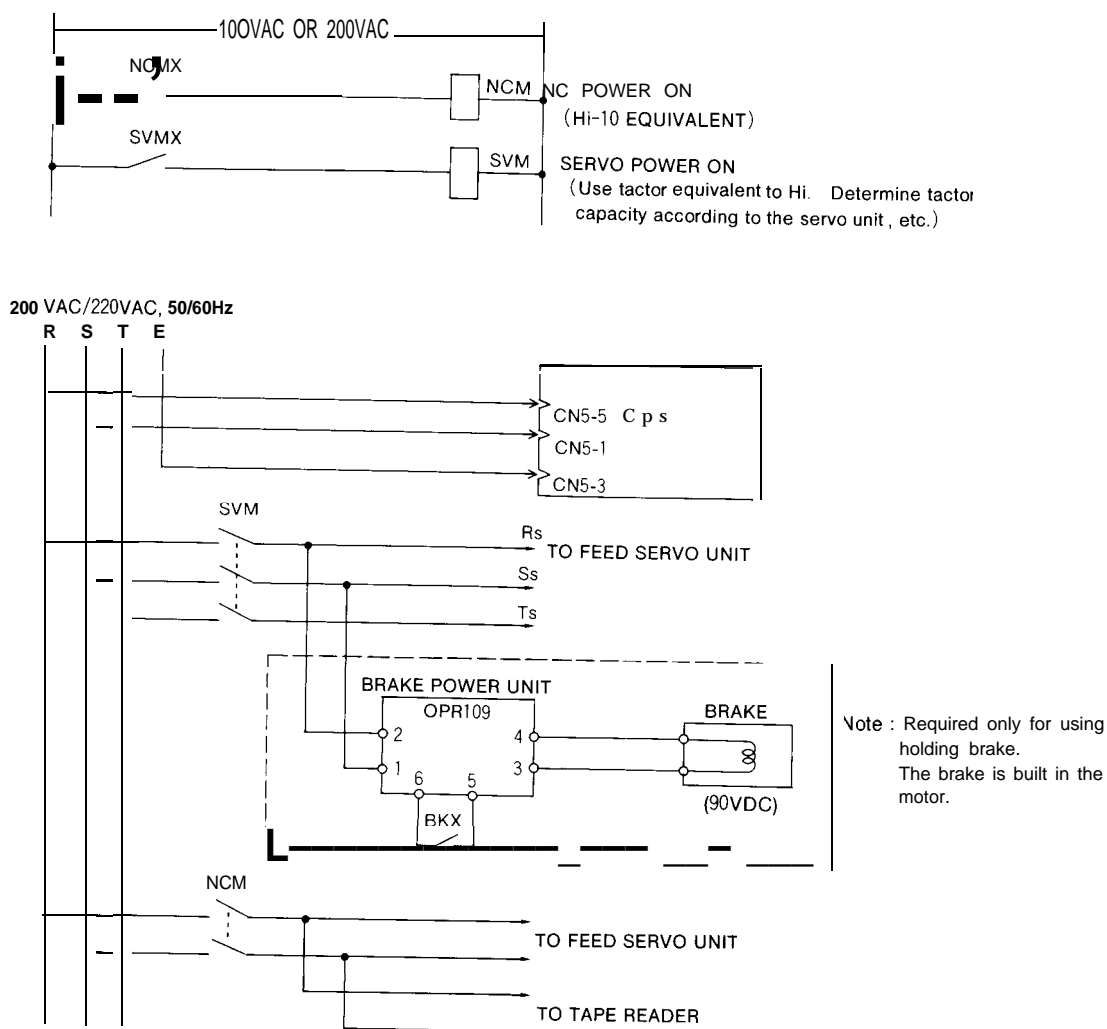 100VAC OR 200VAC
NCMX
NCM NC POWER ON
(Hi-10 EQUIVALENT)
SVMX
SVM SERVO POWER ON
(Use tactor equivalent to Hi. Determine tactor
capacity according to the servo unit, etc.)
200 VAC/220VAC, 50/60Hz
R S T E
CN5-5 Cps
CN5-1
CN5-3
SVM
Rs
TO FEED SERVO UNIT
Ss
Ts
BRAKE POWER UNIT
OPR109
BRAKE
2 4
1 3
6 5
BKX
(90VDC)
Note : Required only for using
holding brake.
The brake is built in the
motor.
NCM
TO FEED SERVO UNIT
TO TAPE READER